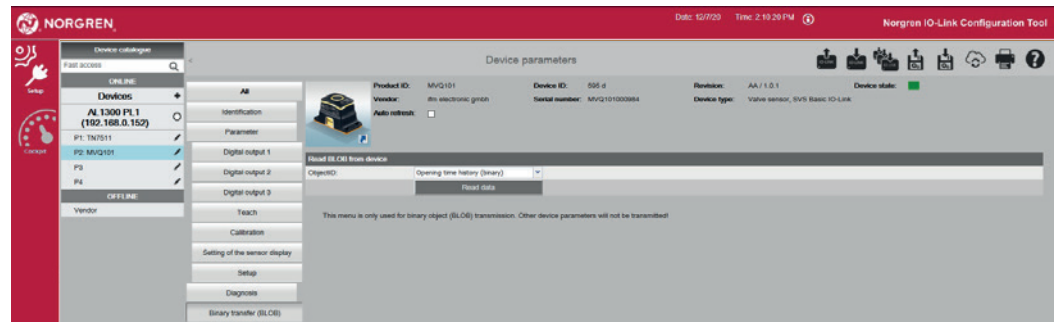 NORGREN
Date: 12/7/20 Time: 2:10:20 PM
Norgren IO-Link Configuration Tool
Setup
Cockpit
Device catalogue
Fast access
ONLINE
Devices
AL1300 PL1
(192.168.0.152)
P1: TN7511
P2: MVQ101
P3
P4
OFFLINE
Vendor
All
Identification
Parameter
Digital output 1
Digital output 2
Digital output 3
Teach
Calibration
Setting of the sensor display
Setup
Diagnosis
Binary transfer (BLOB)
Device parameters
Product ID: MVQ101 Device ID: 595 d Revision: AA / 1.0.1 Device state:
Vendor: ifm electronic gmbh Serial number: MVQ101000984 Device type: Valve sensor, SVS Basic IO-Link
Auto refresh:
Read BLOB from device
ObjectID: Opening time history (binary)
Read data
This menu is only used for binary object (BLOB) transmission. Other device parameters will not be transmitted!